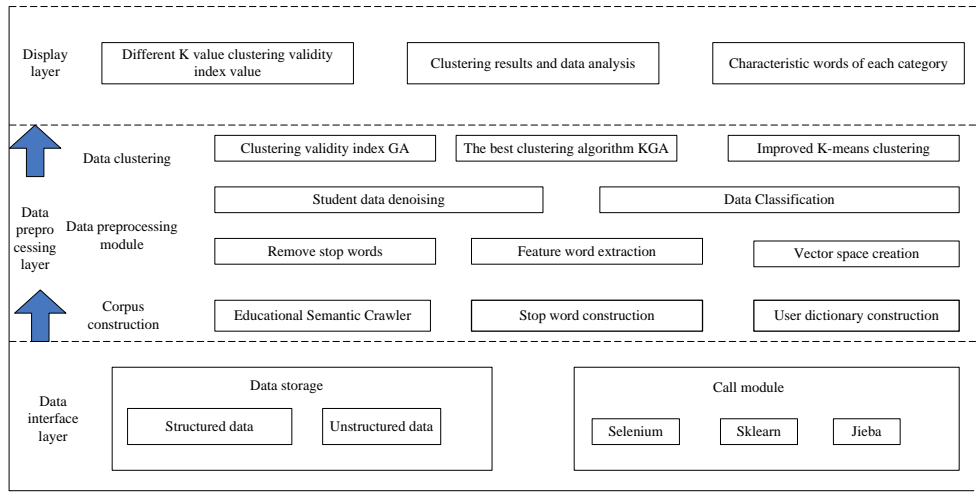 Display
layer
Different K value clustering validity
index value
Clustering results and data analysis
Characteristic words of each category
Data clustering
Clustering validity index GA
The best clustering algorithm KGA
Improved K-means clustering
Data
prepro
cessing
layer
Data preprocessing
module
Student data denoising
Data Classification
Remove stop words
Feature word extraction
Vector space creation
Corpus
construction
Educational Semantic Crawler
Stop word construction
User dictionary construction
Data
interface
layer
Data storage
Structured data
Unstructured data
Call module
Selenium
Sklearn
Jieba